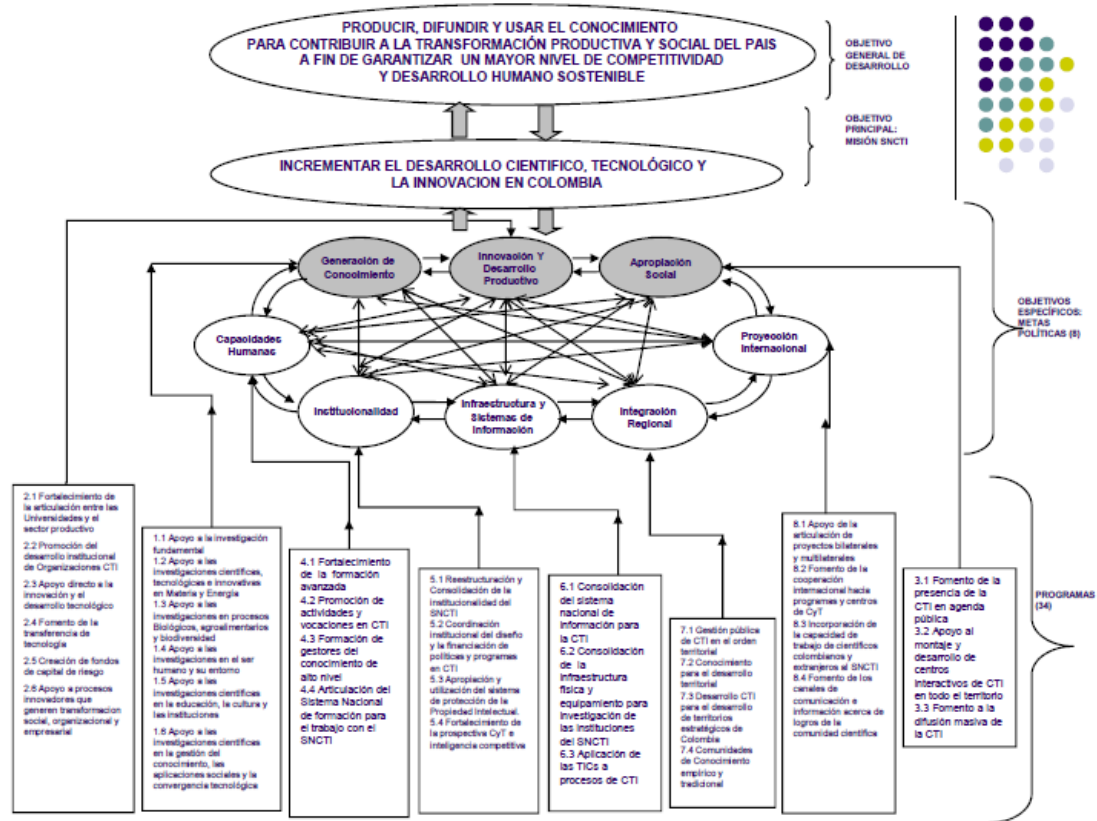 PRODUCIR, DIFUNDIR Y USAR EL CONOCIMIENTO
PARA CONTRIBUIR A LA TRANSFORMACIÓN PRODUCTIVA Y SOCIAL DEL PAIS
A FIN DE GARANTIZAR UN MAYOR NIVEL DE COMPETITIVIDAD
Y DESARROLLO HUMANO SOSTENIBLE
OBJETIVO
GENERAL DE
DESARROLLO
OBJETIVO
PRINCIPAL:
MISIÓN SNCTI
INCREMENTAR EL DESARROLLO CIENTIFICO, TECNOLÓGICO Y
LA INNOVACION EN COLOMBIA
Generación de
Conocimiento
Innovación Y
Desarrollo
Productivo
Apropiación
Social
Capacidades
Humanas
Proyección
Internacional
OBJETIVOS
ESPECÍFICOS:
METAS
POLÍTICAS (8)
Institucionalidad
Infraestructura y
Sistemas de
Información
Integración
Regional
2.1 Fortalecimiento de
la articulación entre las
Universidades y el
sector productivo
2.2 Promoción del
desarrollo institucional
de Organizaciones CTI
2.3 Apoyo directo a la
innovación y el
desarrollo tecnológico
2.4 Fomento de la
transferencia de
tecnología
2.5 Creación de fondos
de capital de riesgo
2.6 Apoyo a procesos
innovadores que
generen transformacion
social, organizacional y
empresarial
1.1 Apoyo a la investigación
fundamental
1.2 Apoyo a las
investigaciones científicas,
tecnológicas e innovativas
en Materia y Energía
1.3 Apoyo a las
investigaciones en procesos
Biológicos, agroalimentarios
y biodiversidad
1.4 Apoyo a las
investigaciones en el ser
humano y su entorno
1.5 Apoyo a las
investigaciones científicas
en la educación, la cultura y
las instituciones
1.6 Apoyo a las
investigaciones científicas
en la gestión del
conocimiento, las
aplicaciones sociales y la
convergencia tecnológica
4.1 Fortalecimiento
de la formación
avanzada
4.2 Promoción de
actividades y
vocaciones en CTI
4.3 Formación de
gestores del
conocimiento de
alto nivel
4.4 Articulación del
Sistema Nacional
de formación para
el trabajo con el
SNCTI
5.1 Reestructuración y
Consolidación de la
institucionalidad del
SNCTI
5.2 Coordinación
institucional del diseño
y la financiación de
políticas y programas
en CTI
5.3 Apropiación y
utilización del sistema
de protección de la
Propiedad Intelectual.
5.4 Fortalecimiento de
la prospectiva CyT e
inteligencia competitiva
6.1 Consolidación
del sistema
nacional de
información para
la CTI
6.2 Consolidación
de la
infraestructura
física y
equipamiento para
investigación de
las instituciones
del SNCTI
6.3 Aplicación de
las TICs a
procesos de CTI
7.1 Gestión pública
de CTI en el orden
territorial
7.2 Conocimiento
para el desarrollo
territorial
7.3 Desarrollo CTI
para el desarrollo
de territorios
estratégicos de
Colombia
7.4 Comunidades
de Conocimiento
empírico y
tradicional
8.1 Apoyo de la
articulación de
proyectos bilaterales y
multilaterales
8.2 Fomento de la
cooperación
internacional hacia
programas y centros
de CyT
8.3 Incorporación de
la capacidad de
trabajo de científicos
colombianos y
extranjeros al SNCTI
8.4 Fomento de los
canales de
comunicación e
información acerca de
logros de la
comunidad científica
3.1 Fomento de la
presencia de la
CTI en agenda
pública
3.2 Apoyo al
montaje y
desarrollo de
centros
interactivos de CTI
en todo el territorio
3.3 Fomento a la
difusión masiva de
la CTI
PROGRAMAS
(34)